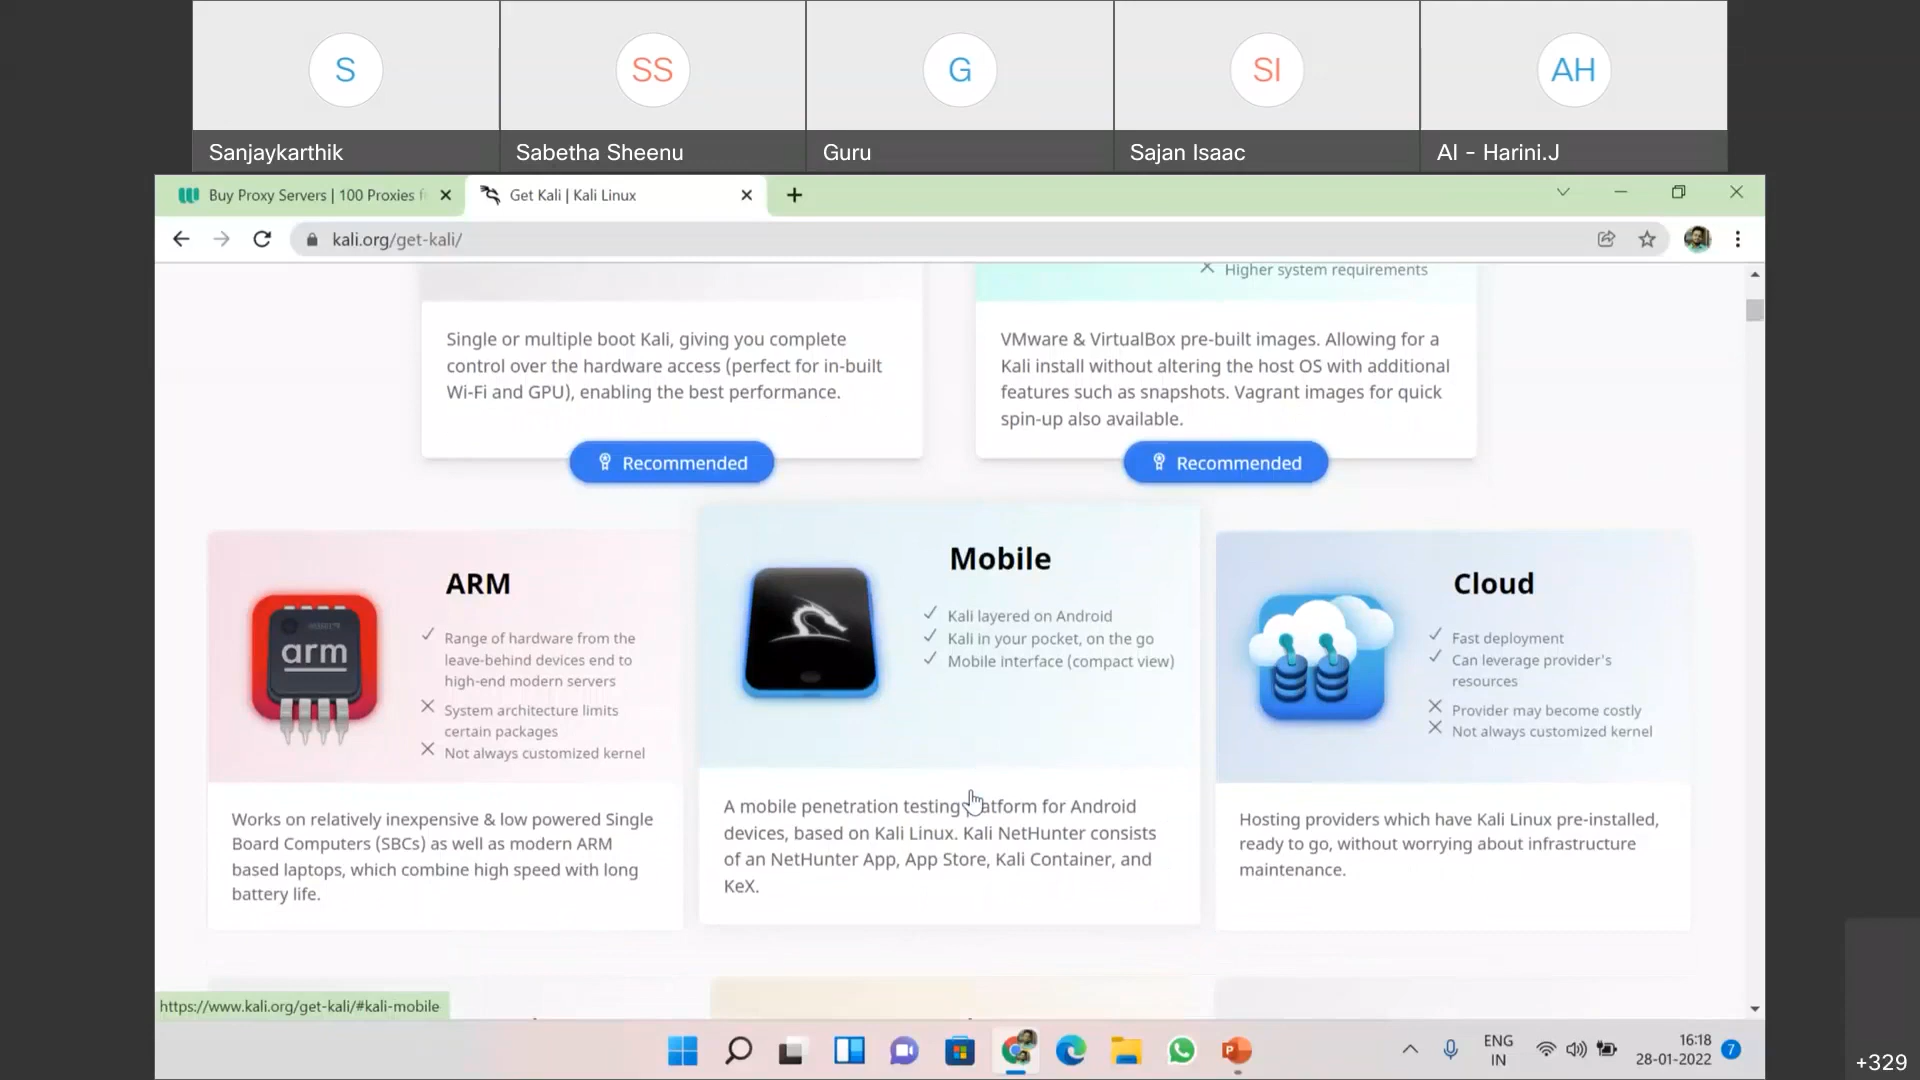 S
SS
G
SI
AH
Sanjaykarthik
Sabetha Sheenu
Guru
Sajan Isaac
AI - Harini.J
Buy Proxy Servers | 100 Proxies f
Get Kali | Kali Linux
kali.org/get-kali/
Higher system requirements
Single or multiple boot Kali, giving you complete
control over the hardware access (perfect for in-built
Wi-Fi and GPU), enabling the best performance.
Recommended
VMware & VirtualBox pre-built images. Allowing for a
Kali install without altering the host OS with additional
features such as snapshots. Vagrant images for quick
spin-up also available.
Recommended
arm
ARM
Range of hardware from the
leave-behind devices end to
high-end modern servers
System architecture limits
certain packages
Not always customized kernel
Works on relatively inexpensive & low powered Single
Board Computers (SBCs) as well as modern ARM
based laptops, which combine high speed with long
battery life.
Mobile
Kali layered on Android
Kali in your pocket, on the go
Mobile interface (compact view)
A mobile penetration testing platform for Android
devices, based on Kali Linux. Kali NetHunter consists
of an NetHunter App, App Store, Kali Container, and
KeX.
Cloud
Fast deployment
Can leverage provider's
resources
Provider may become costly
Not always customized kernel
Hosting providers which have Kali Linux pre-installed,
ready to go, without worrying about infrastructure
maintenance.
https://www.kali.org/get-kali/#kali-mobile
ENG
IN
16:18
28-01-2022
7
+329